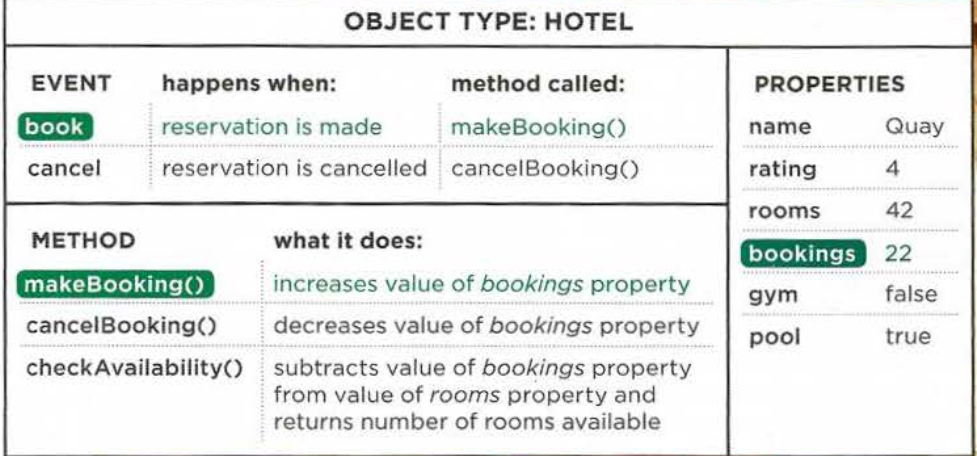 OBJECT TYPE: HOTEL
EVENT happens when: method called:
book reservation is made makeBooking()
cancel reservation is cancelled cancelBooking()
METHOD what it does:
makeBooking() increases value of bookings property
cancelBooking() decreases value of bookings property
checkAvailability() subtracts value of bookings property
from value of rooms property and
returns number of rooms available
PROPERTIES
name Quay
rating 4
rooms 42
bookings 22
gym false
pool true